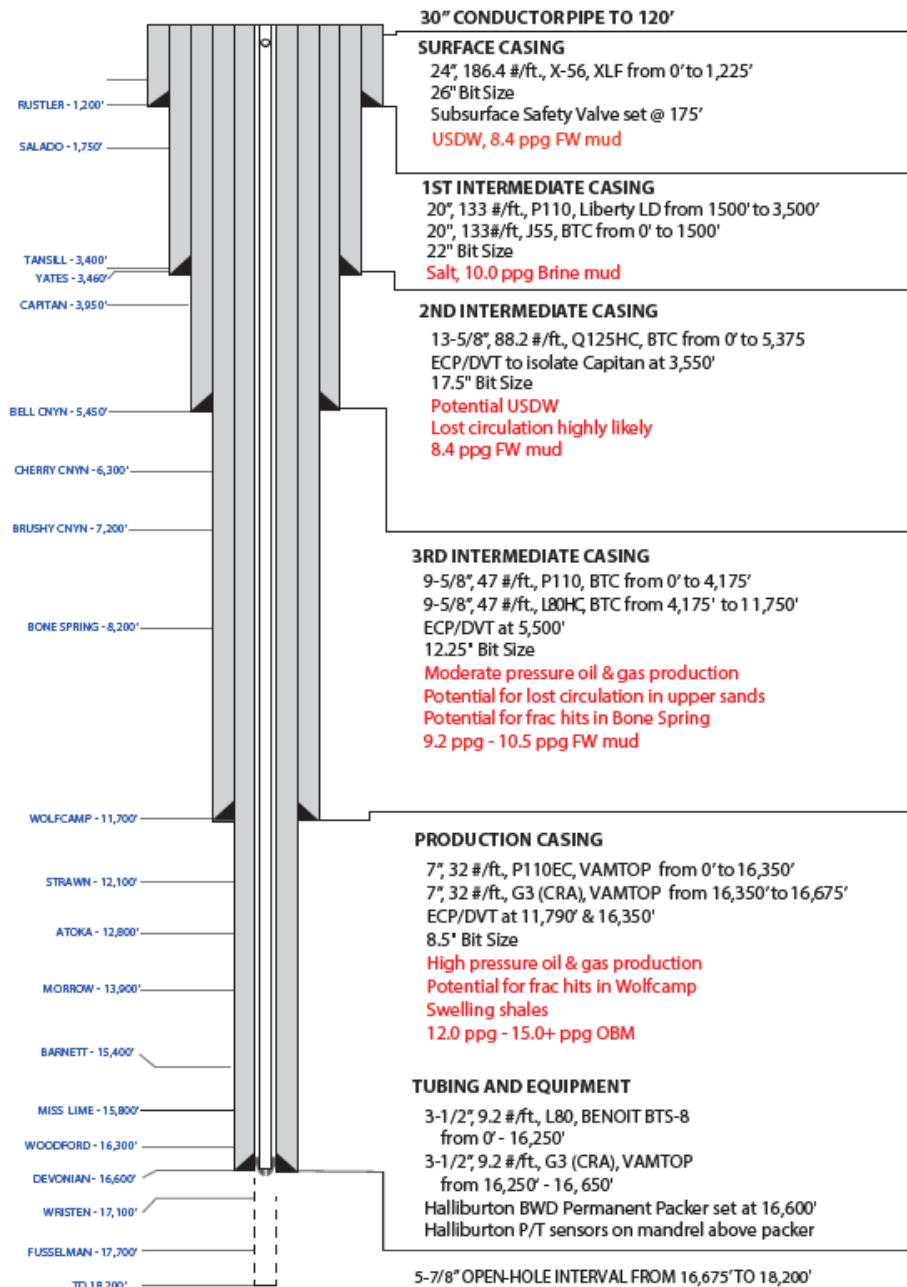 30" CONDUCTOR PIPE TO 120'
SURFACE CASING
24", 186.4 #/ft., X-56, XLF from 0' to 1,225'
26" Bit Size
Subsurface Safety Valve set @ 175'
USDW, 8.4 ppg FW mud
1ST INTERMEDIATE CASING
20", 133 #/ft., P110, Liberty LD from 1500' to 3,500'
20", 133#/ft, J55, BTC from 0' to 1500'
22" Bit Size
Salt, 10.0 ppg Brine mud
2ND INTERMEDIATE CASING
13-5/8", 88.2 #/ft., Q125HC, BTC from 0' to 5,375
ECP/DVT to isolate Capitan at 3,550'
17.5" Bit Size
Potential USDW
Lost circulation highly likely
8.4 ppg FW mud
3RD INTERMEDIATE CASING
9-5/8", 47 #/ft., P110, BTC from 0' to 4,175'
9-5/8", 47 #/ft., L80HC, BTC from 4,175' to 11,750'
ECP/DVT at 5,500'
12.25" Bit Size
Moderate pressure oil & gas production
Potential for lost circulation in upper sands
Potential for frac hits in Bone Spring
9.2 ppg - 10.5 ppg FW mud
PRODUCTION CASING
7", 32 #/ft., P110EC, VAMTOP from 0' to 16,350'
7", 32 #/ft., G3 (CRA), VAMTOP from 16,350' to 16,675'
ECP/DVT at 11,790' & 16,350'
8.5" Bit Size
High pressure oil & gas production
Potential for frac hits in Wolfcamp
Swelling shales
12.0 ppg - 15.0+ ppg OBM
TUBING AND EQUIPMENT
3-1/2", 9.2 #/ft., L80, BENOIT BTS-8
from 0' - 16,250'
3-1/2", 9.2 #/ft., G3 (CRA), VAMTOP
from 16,250' - 16, 650'
Halliburton BWD Permanent Packer set at 16,600'
Halliburton P/T sensors on mandrel above packer
5-7/8" OPEN-HOLE INTERVAL FROM 16,675' TO 18,200'
RUSTLER - 1,200'
SALADO - 1,750'
TANSILL - 3,400'
YATES - 3,460'
CAPITAN - 3,950'
BELL CNYN - 5,450'
CHERRY CNYN - 6,300'
BRUSHY CNYN - 7,200'
BONE SPRING - 8,200'
WOLFCAMP - 11,700'
STRAWN - 12,100'
ATOKA - 12,800'
MORROW - 13,900'
BARNETT - 15,400'
MISS LIME - 15,800'
WOODFORD - 16,300'
DEVONIAN - 16,600'
WRISTEN - 17,100'
FUSSELMAN - 17,700'
TD 18,200'